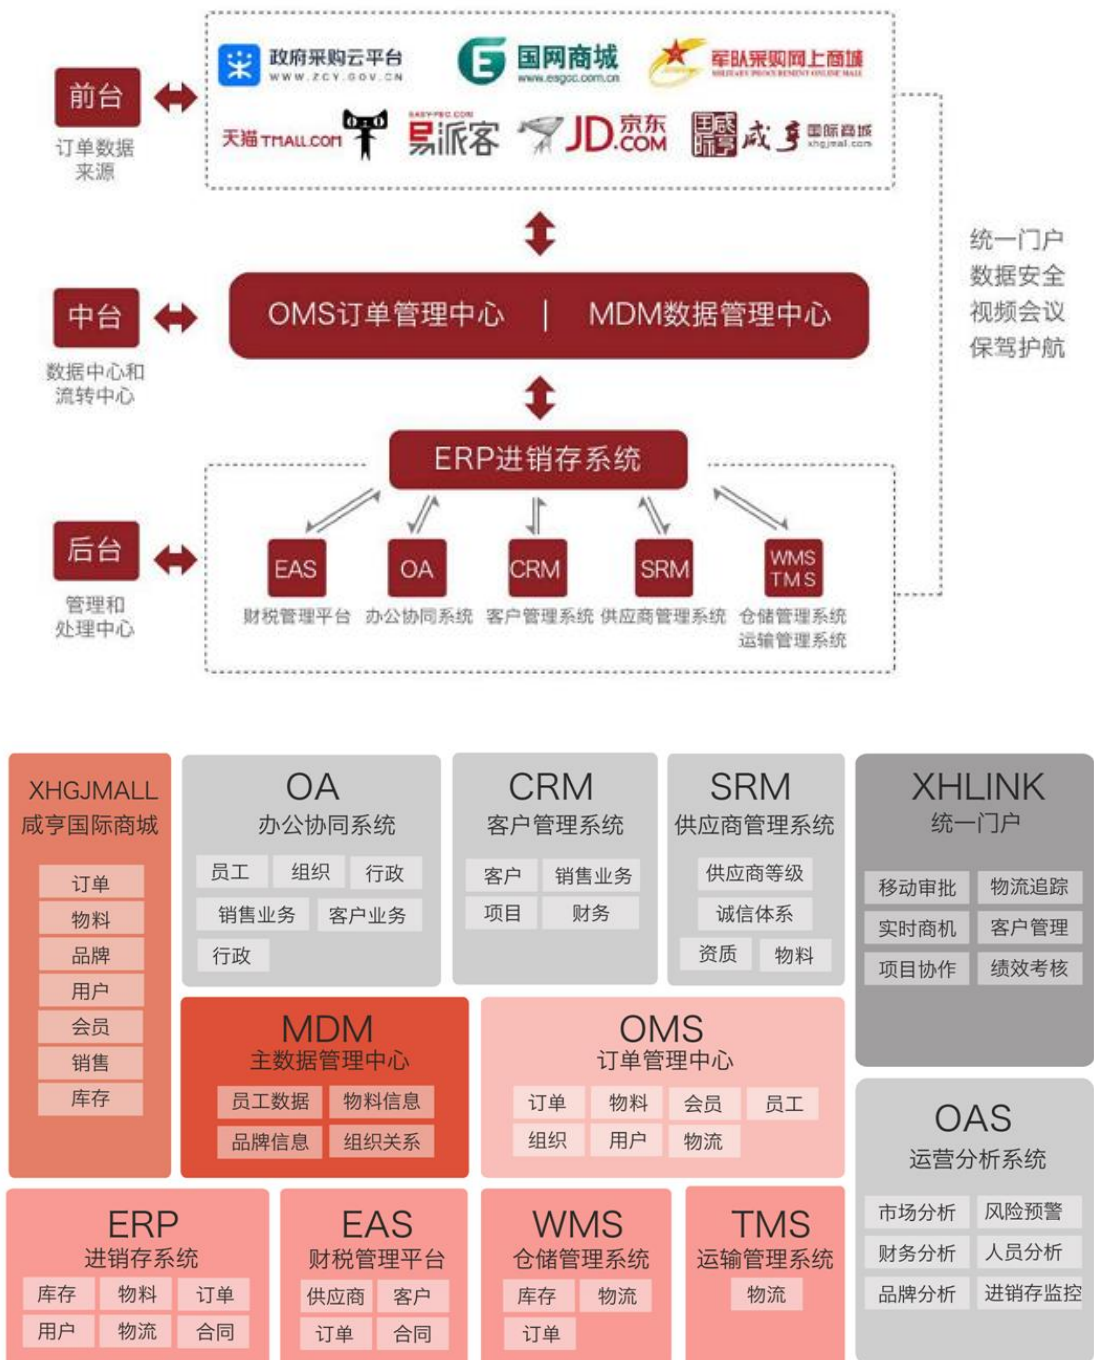 政府采购云平台
WWW.ZCY.GOV.CN
国网商城
www.esgcc.com.cn
军队采购网上商城
MILITARY PROCUREMENT ONLINE MALL
前台
订单数据
来源
天猫 TMALL.COM
EASY-PEC.COM
易派客
JD 京东
.COM
咸亨国际
咸亨 国际商城
xhgjmall.com
统一门户
数据安全
视频会议
保驾护航
中台
数据中心和
流转中心
OMS订单管理中心 | MDM数据管理中心
ERP进销存系统
后台
管理和
处理中心
EAS
财税管理平台
OA
办公协同系统
CRM
客户管理系统
SRM
供应商管理系统
WMS
TMS
仓储管理系统
运输管理系统
XHGJMALL
咸亨国际商城
订单
物料
品牌
用户
会员
销售
库存
OA
办公协同系统
员工 组织 行政
销售业务 客户业务
行政
CRM
客户管理系统
客户 销售业务
项目 财务
SRM
供应商管理系统
供应商等级
诚信体系
资质 物料
XHLINK
统一门户
移动审批 物流追踪
实时商机 客户管理
项目协作 绩效考核
MDM
主数据管理中心
员工数据 物料信息
品牌信息 组织关系
OMS
订单管理中心
订单 物料 会员 员工
组织 用户 物流
OAS
运营分析系统
市场分析 风险预警
财务分析 人员分析
品牌分析 进销存监控
ERP
进销存系统
库存 物料 订单
用户 物流 合同
EAS
财税管理平台
供应商 客户
订单 合同
WMS
仓储管理系统
库存 物流
订单
TMS
运输管理系统
物流